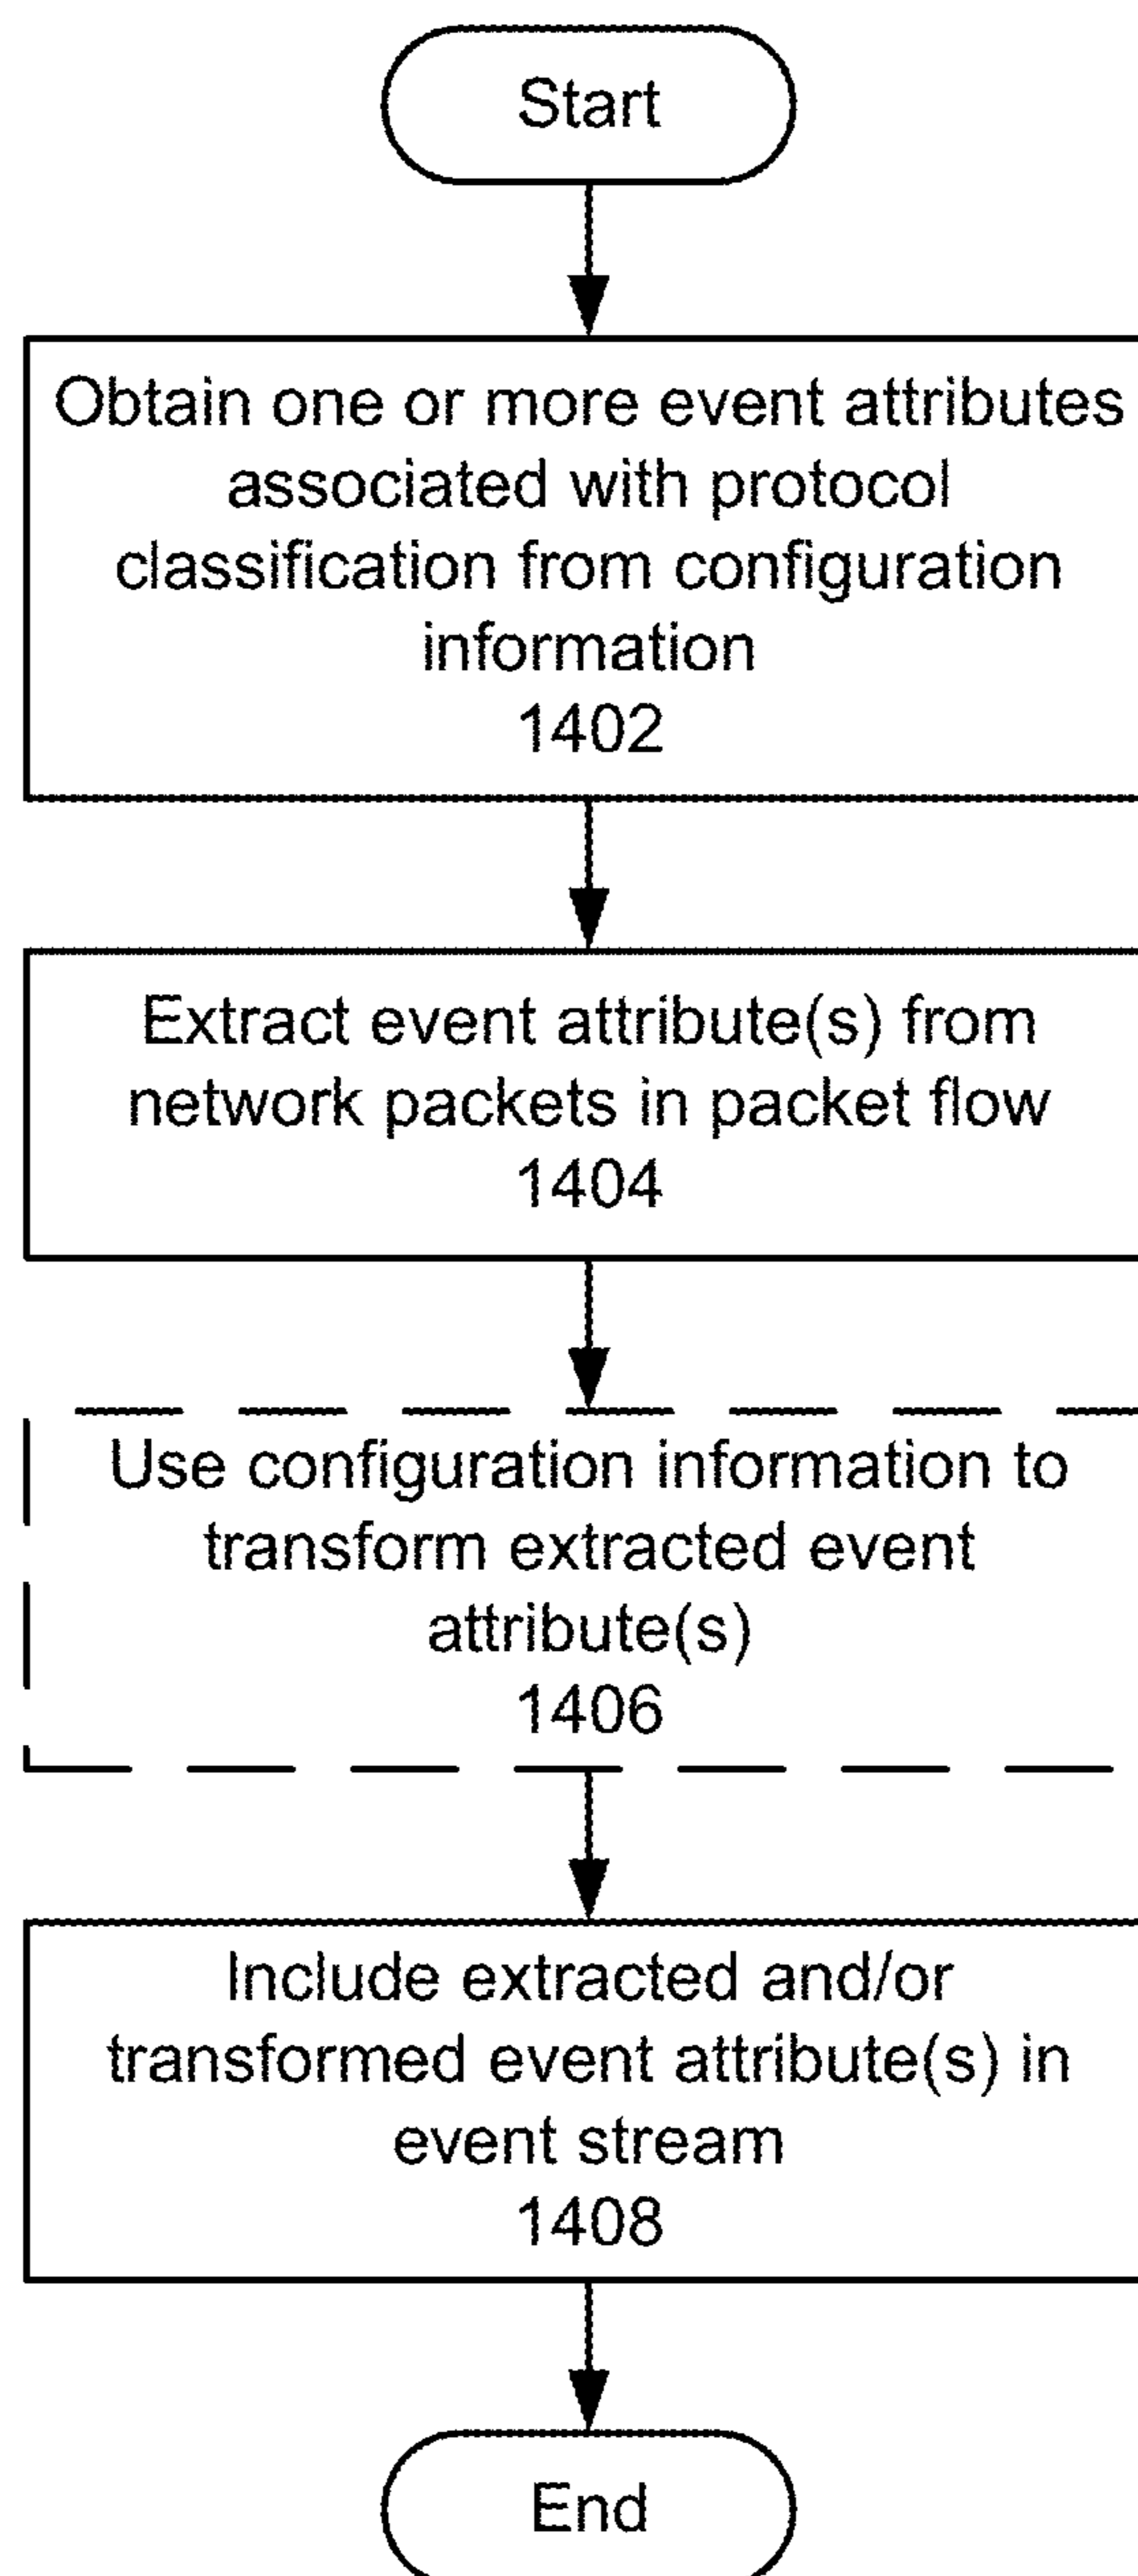 Start
Obtain one or more event attributes
associated with protocol
classification from configuration
information
1402
Extract event attribute(s) from
network packets in packet flow
1404
Use configuration information to
transform extracted event
attribute(s)
1406
Include extracted and/or
transformed event attribute(s) in
event stream
1408
End